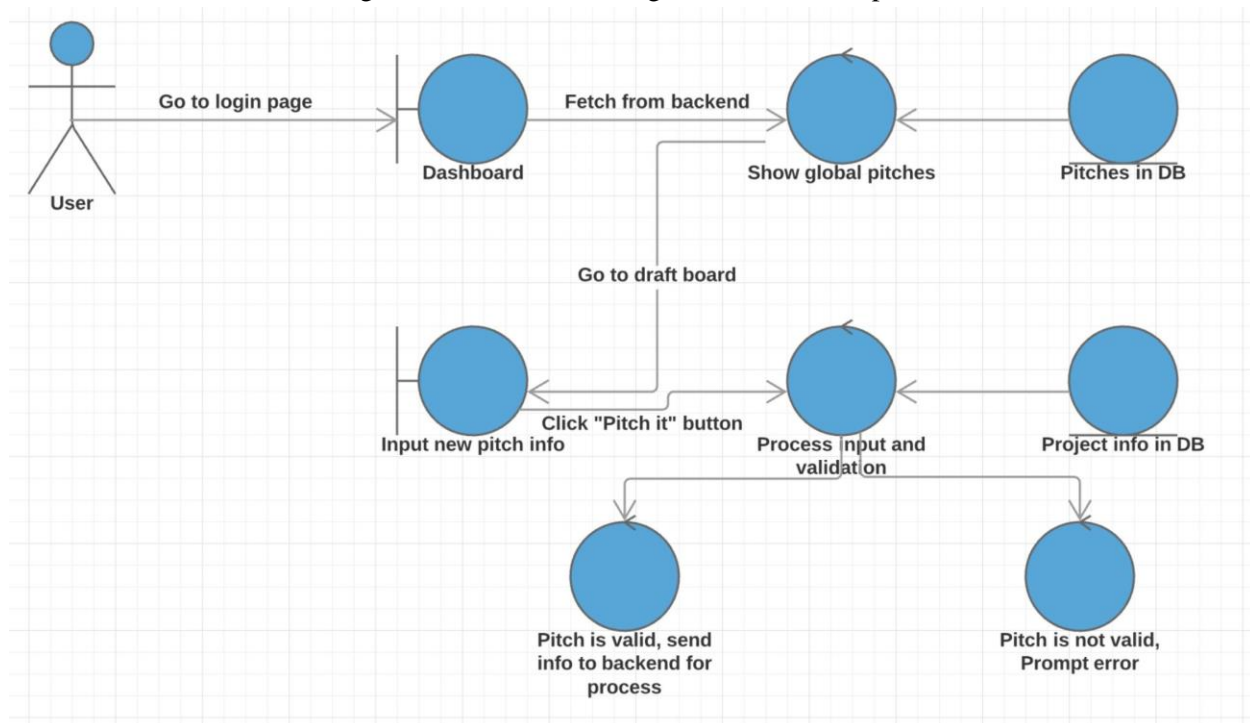 Go to login page
Fetch from backend
User
Dashboard
Show global pitches
Pitches in DB
Go to draft board
Click "Pitch it" button
Input new pitch info
Process input and
validation
Project info in DB
Pitch is valid, send
info to backend for
process
Pitch is not valid,
Prompt error